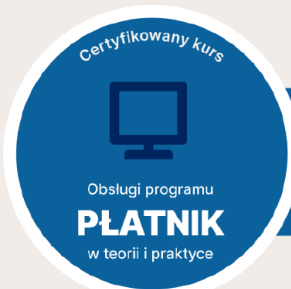 Certyfikowany kurs
Obsługi programu
PŁATNIK
w teorii i praktyce